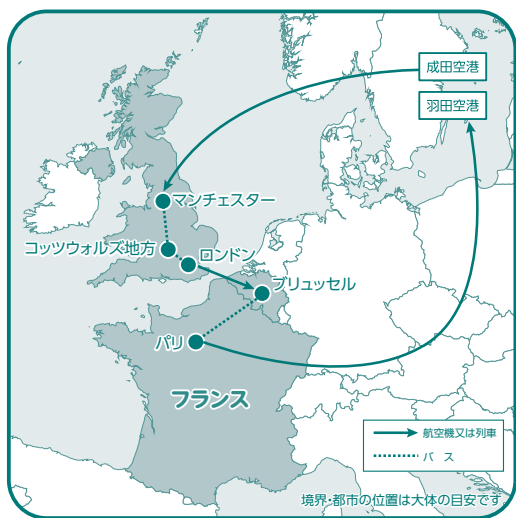 成田空港
羽田空港
マンチェスター
コッツウォルズ地方
ロンドン
ブリュッセル
パリ
フランス
航空機又は列車
バ ス
境界・都市の位置は大体の目安です